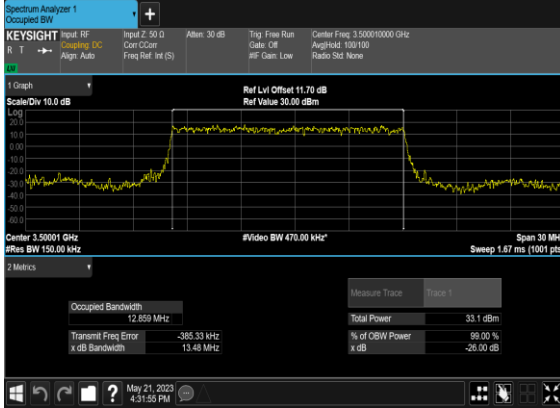 Spectrum Analyzer 1
Occupied BW
+
KEYSIGHT Input: RF Input Z: 50 Ω Atten: 30 dB Trig: Free Run Center Freq: 3.500010000 GHz
R T Coupling: DC Corr CCorr Gate: Off Avg|Hold: 100/100
Align: Auto Freq Ref: Int (S) #IF Gain: Low Radio Std: None
1 Graph
Ref Lvl Offset 11.70 dB
Scale/Div 10.0 dB Ref Value 30.00 dBm
Log
20.0
10.0
0.00
-10.0
-20.0
-30.0
-40.0
-50.0
-60.0
Center 3.50001 GHz #Video BW 470.00 kHz* Span 30 MH
#Res BW 150.00 kHz Sweep 1.67 ms (1001 pts
2 Metrics
Measure Trace Trace 1
Occupied Bandwidth
12.859 MHz Total Power 33.1 dBm
Transmit Freq Error -385.33 kHz % of OBW Power 99.00 %
x dB Bandwidth 13.48 MHz x dB -26.00 dB
? May 21, 2023
4:31:55 PM